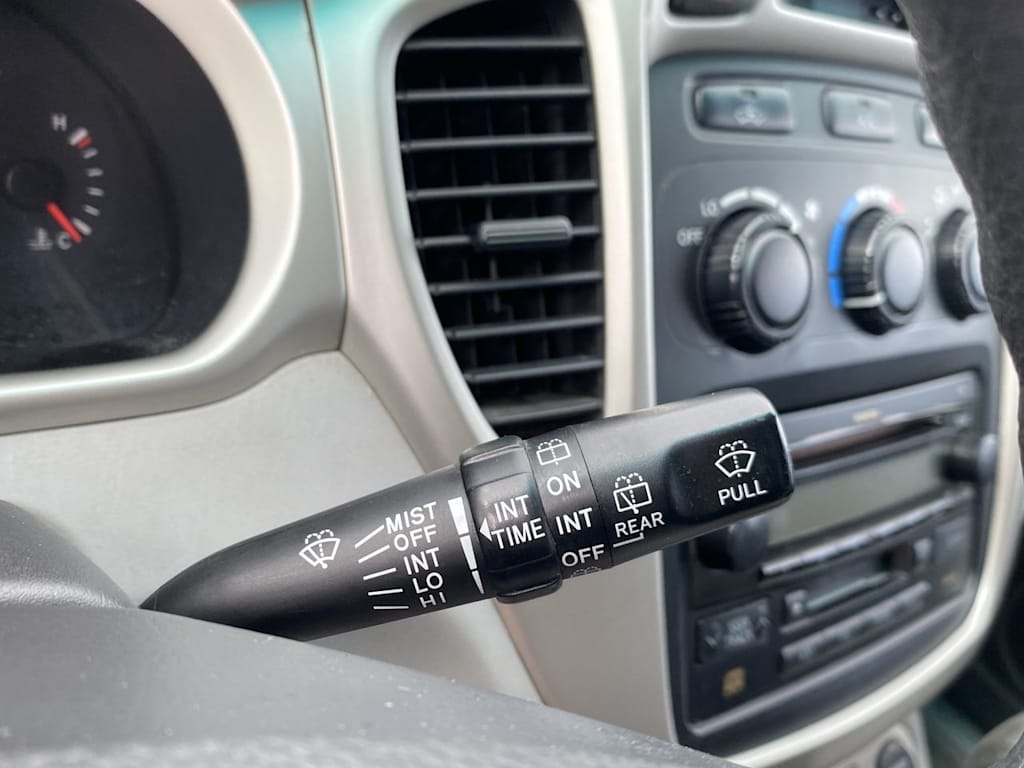 H
C
LO
OFF
MIST
OFF
INT
LO
HI
INT
TIME
ON
INT
OFF
REAR
PULL